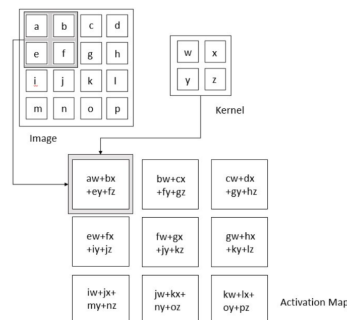 a b c d
e f g h
i j k l
m n o p
Image
w x
y z
Kernel
aw+bx
+ey+fz
bw+cx
+fy+gz
cw+dx
+gy+hz
ew+fx
+iy+jz
fw+gx
+jy+kz
gw+hx
+ky+lz
iw+jx+
my+nz
jw+kx+
ny+oz
kw+lx+
oy+pz
Activation Map